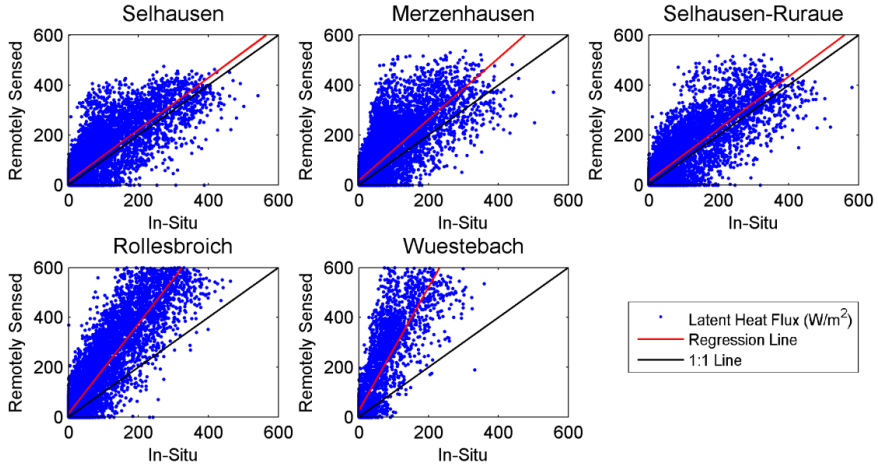 Selhausen
Merzenhausen
Selhausen-Ruraue
600
400
200
0
Remotely Sensed
0 200 400 600
In-Situ
600
400
200
0
Remotely Sensed
0 200 400 600
In-Situ
600
400
200
0
Remotely Sensed
0 200 400 600
In-Situ
Rollesbroich
Wuestebach
600
400
200
0
Remotely Sensed
0 200 400 600
In-Situ
600
400
200
0
Remotely Sensed
0 200 400 600
In-Situ
Latent Heat Flux (W/m²)
Regression Line
1:1 Line